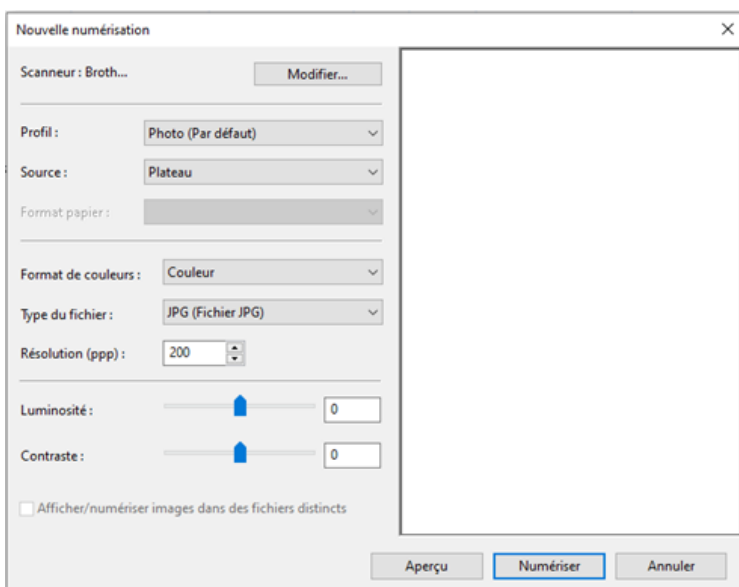 Nouvelle numérisation
Scanneur : Broth... Modifier...
Profil : Photo (Par défaut)
Source : Plateau
Format papier :
Format de couleurs : Couleur
Type du fichier : JPG (Fichier JPG)
Résolution (ppp) : 200
Luminosité : 0
Contraste : 0
Afficher/numériser images dans des fichiers distincts
Aperçu Numériser Annuler